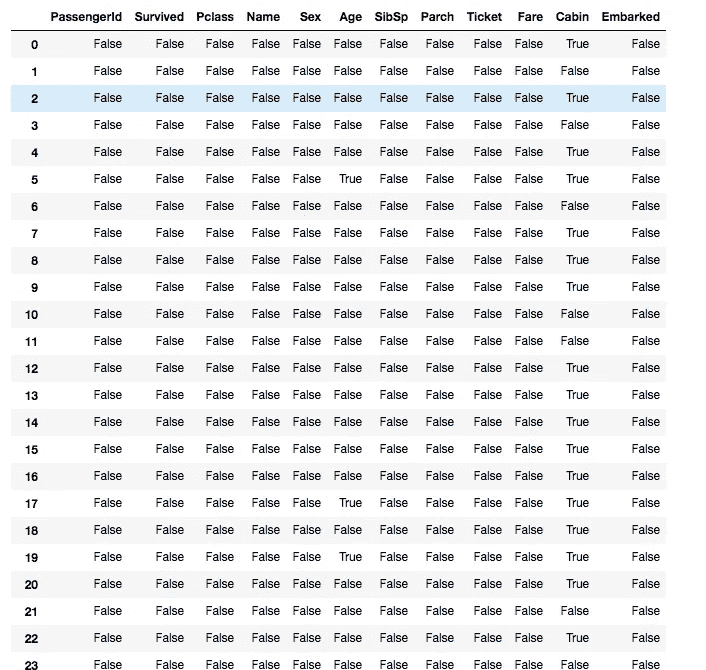 PassengerId Survived Pclass Name Sex Age SibSp Parch Ticket Fare Cabin Embarked
0 False False False False False False False False False False True False
1 False False False False False False False False False False False False
2 False False False False False False False False False False True False
3 False False False False False False False False False False False False
4 False False False False False False False False False False True False
5 False False False False False True False False False False True False
6 False False False False False False False False False False False False
7 False False False False False False False False False False True False
8 False False False False False False False False False False True False
9 False False False False False False False False False False True False
10 False False False False False False False False False False False False
11 False False False False False False False False False False False False
12 False False False False False False False False False False True False
13 False False False False False False False False False False True False
14 False False False False False False False False False False True False
15 False False False False False False False False False False True False
16 False False False False False False False False False False True False
17 False False False False False True False False False False True False
18 False False False False False False False False False False True False
19 False False False False False True False False False False True False
20 False False False False False False False False False False True False
21 False False False False False False False False False False False False
22 False False False False False False False False False False True False
23 False False False False False False False False False False False False